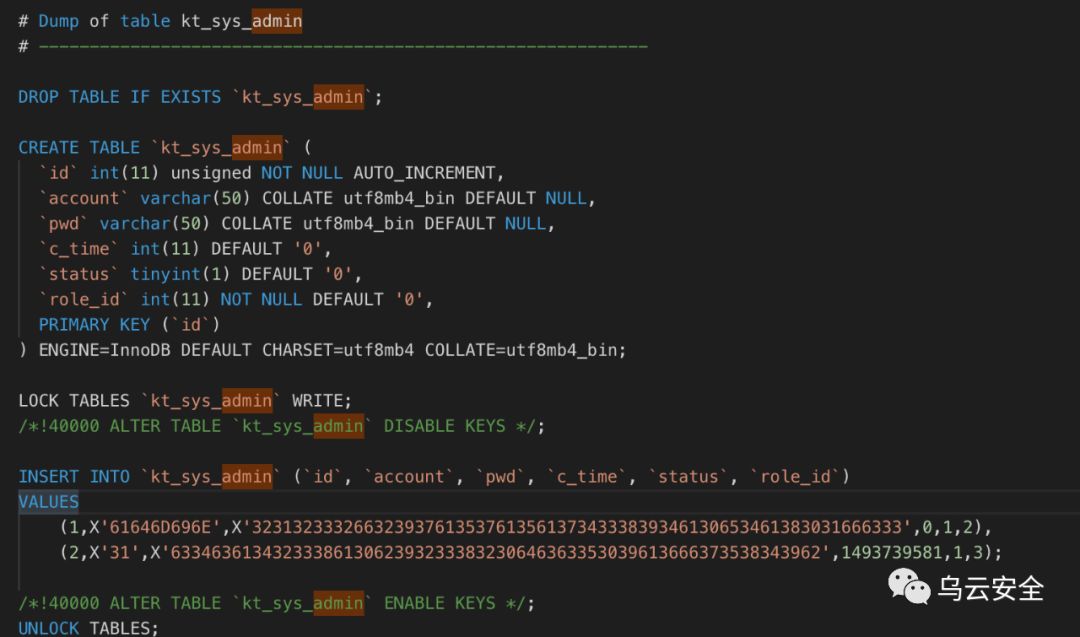 # Dump of table kt_sys_admin
# ------------------------------------------------------------
DROP TABLE IF EXISTS `kt_sys_admin`;
CREATE TABLE `kt_sys_admin` (
`id` int(11) unsigned NOT NULL AUTO_INCREMENT,
`account` varchar(50) COLLATE utf8mb4_bin DEFAULT NULL,
`pwd` varchar(50) COLLATE utf8mb4_bin DEFAULT NULL,
`c_time` int(11) DEFAULT '0',
`status` tinyint(1) DEFAULT '0',
`role_id` int(11) NOT NULL DEFAULT '0',
PRIMARY KEY (`id`)
) ENGINE=InnoDB DEFAULT CHARSET=utf8mb4 COLLATE=utf8mb4_bin;
LOCK TABLES `kt_sys_admin` WRITE;
/*!40000 ALTER TABLE `kt_sys_admin` DISABLE KEYS */;
INSERT INTO `kt_sys_admin` (`id`, `account`, `pwd`, `c_time`, `status`, `role_id`)
VALUES
(1,X'61646D696E',X'3231323332663239376135376135613734333839346130653461383031666333',0,1,2),
(2,X'31',X'6334636134323338613062393233383230646363353039613666373538343962',1493739581,1,3);
/*!40000 ALTER TABLE `kt_sys_admin` ENABLE KEYS */;
UNLOCK TABLES;
乌云安全